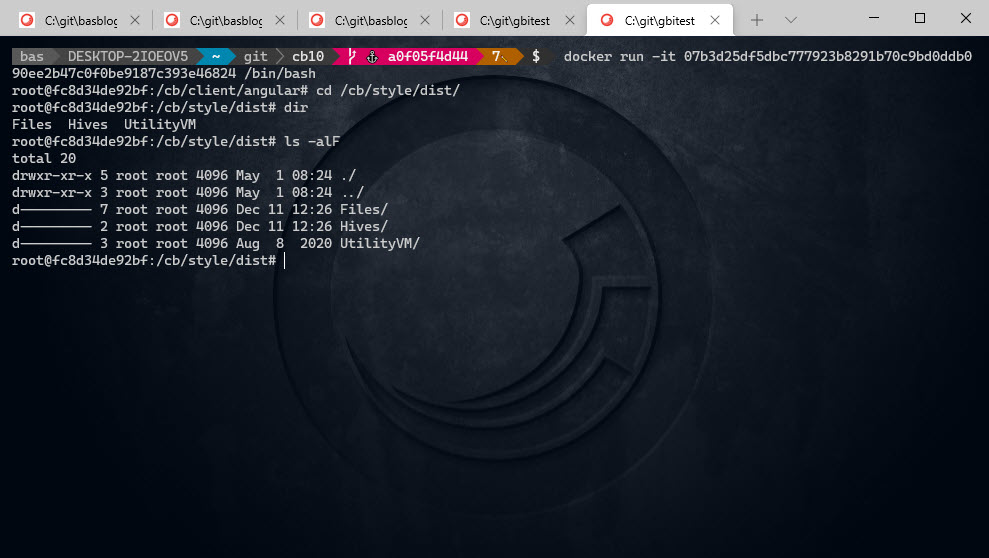 C:\git\basblog C:\git\basblog C:\git\basblog C:\git\gbitest C:\git\gbitest
bas DESKTOP-2IOEOV5 ~ git cb10 a0f05f4d44 7 $ docker run -it 07b3d25df5dbc777923b8291b70c9bd0ddb0
90ee2b47c0f0be9187c393e46824 /bin/bash
root@fc8d34de92bf:/cb/client/angular# cd /cb/style/dist/
root@fc8d34de92bf:/cb/style/dist# dir
Files Hives UtilityVM
root@fc8d34de92bf:/cb/style/dist# ls -alF
total 20
drwxr-xr-x 5 root root 4096 May 1 08:24 ./
drwxr-xr-x 3 root root 4096 May 1 08:24 ../
d--------- 7 root root 4096 Dec 11 12:26 Files/
d--------- 2 root root 4096 Dec 11 12:26 Hives/
d--------- 3 root root 4096 Aug 8 2020 UtilityVM/
root@fc8d34de92bf:/cb/style/dist#